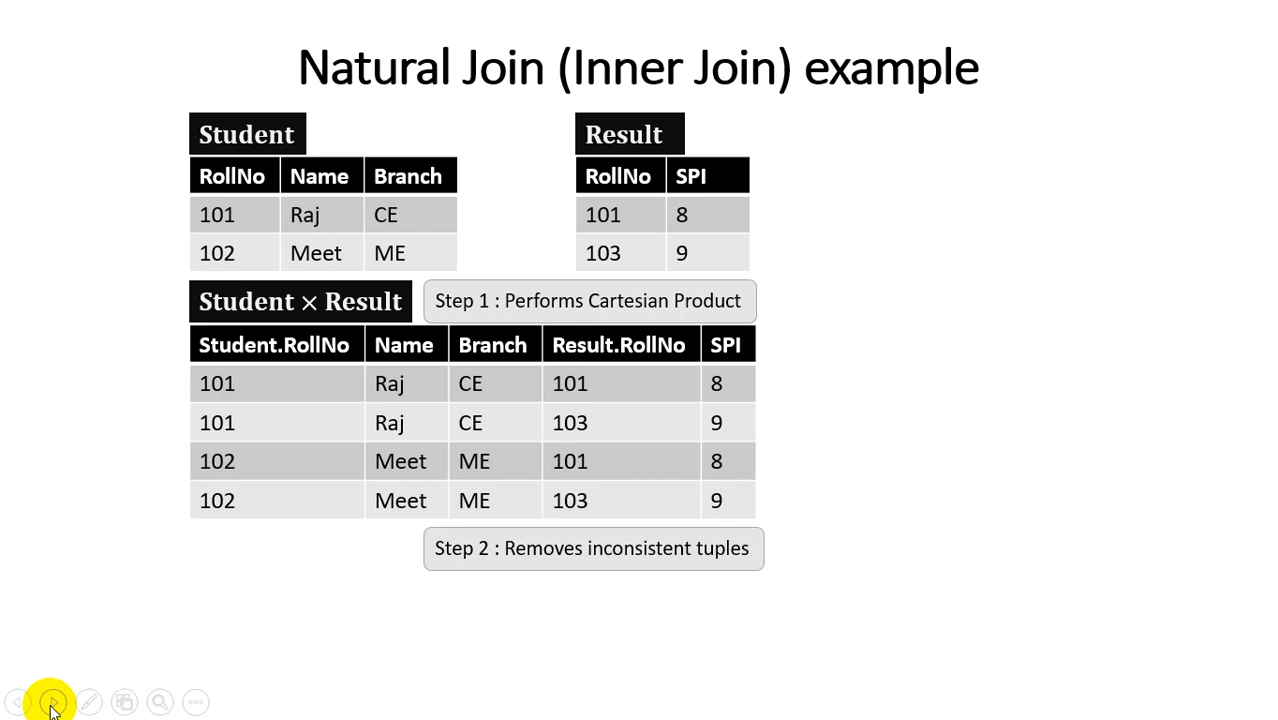 Natural Join (Inner Join) example
Student
RollNo Name Branch
101 Raj CE
102 Meet ME
Result
RollNo SPI
101 8
103 9
Student × Result
Step 1 : Performs Cartesian Product
Student.RollNo Name Branch Result.RollNo SPI
101 Raj CE 101 8
101 Raj CE 103 9
102 Meet ME 101 8
102 Meet ME 103 9
Step 2 : Removes inconsistent tuples